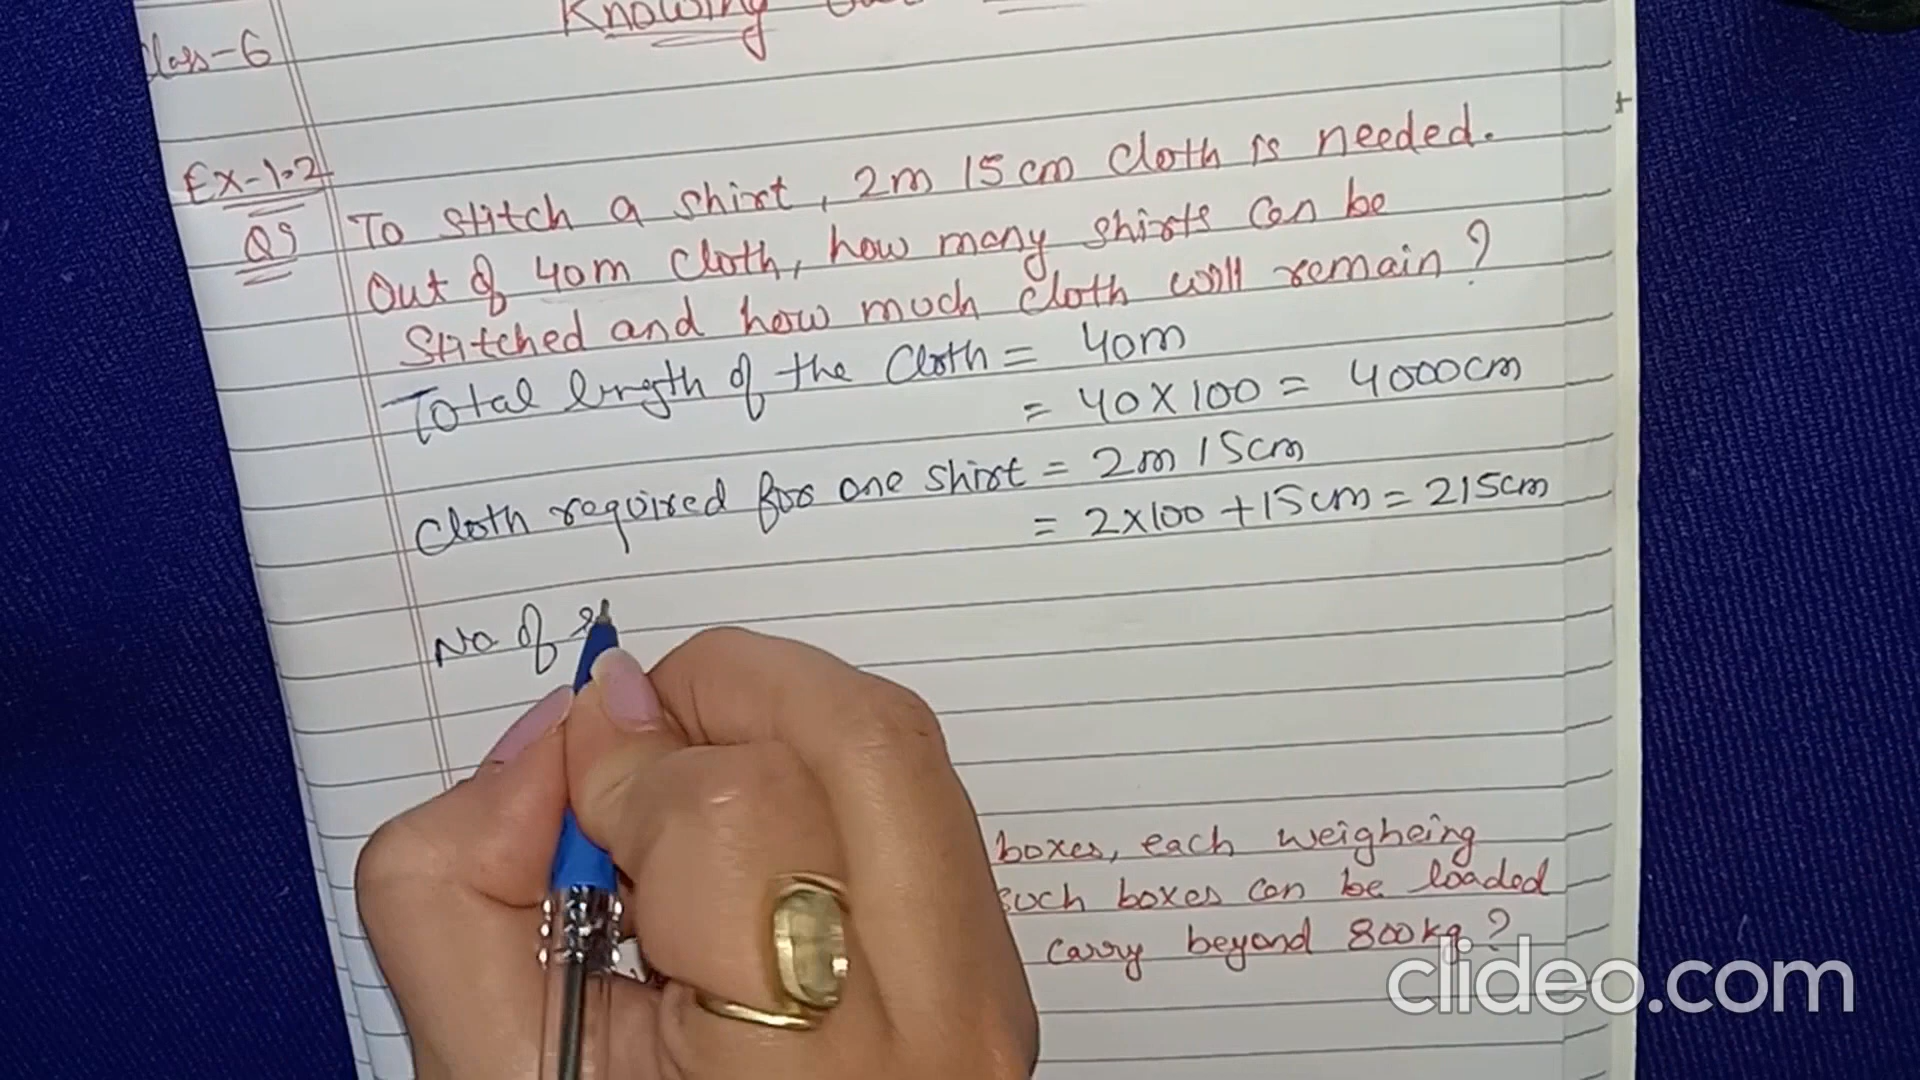 Knowing
Class-6
Ex-1.2
Q9 To stitch a shirt, 2m 15cm cloth is needed.
Out of 40m cloth, how many shirts can be
stitched and how much cloth will remain?
Total length of the cloth = 40m
= 40×100 = 4000cm
Cloth required for one shirt = 2m 15cm
= 2×100 + 15cm = 215cm
No of
boxes, each weigheing
such boxes can be loaded
carry beyond 800kg?
clideo.com